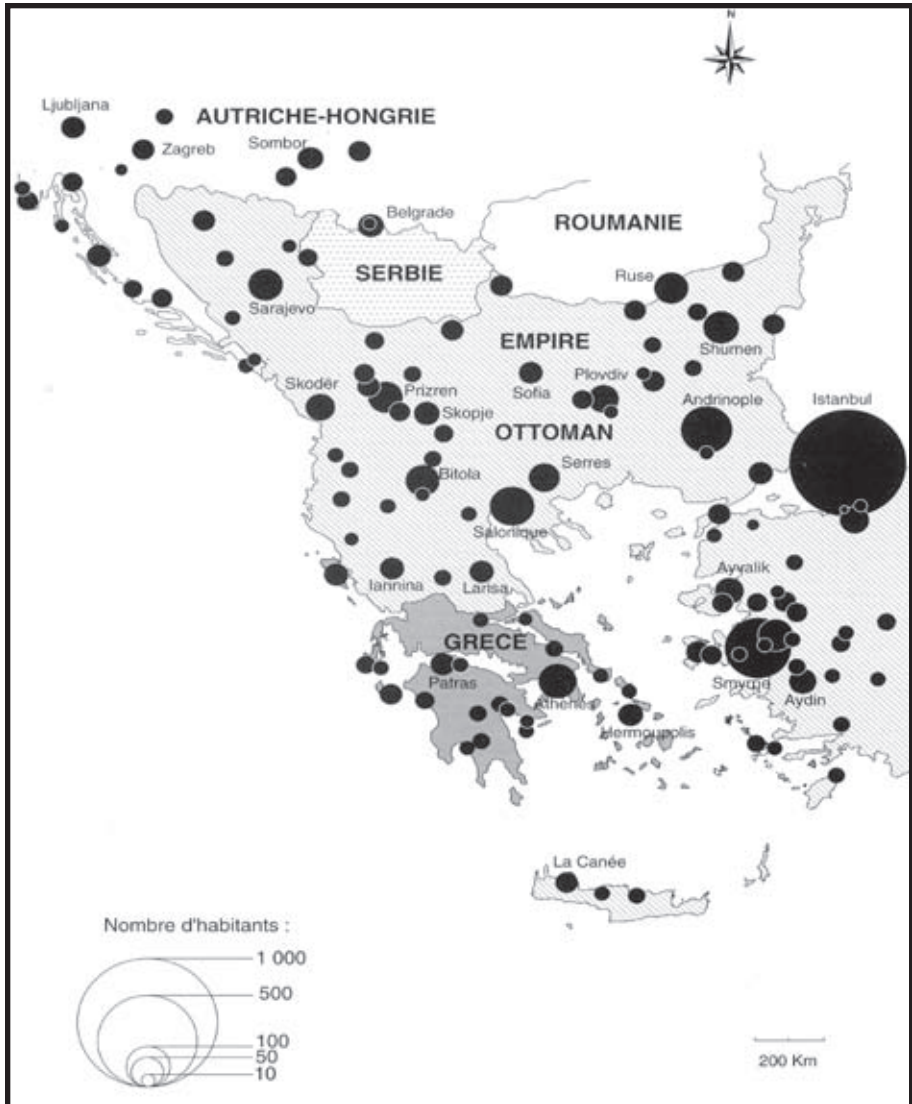 N
Ljubljana
AUTRICHE-HONGRIE
Zagreb
Sombor
Belgrade
ROUMANIE
SERBIE
Ruse
Sarajevo
Shumen
EMPIRE
Sofia
Plovdiv
Prizren
Skodër
Skopje
Andrinople
Istanbul
OTTOMAN
Serres
Bitola
Salonique
Iannina
Larisa
Ayvalik
GRECE
Patras
Athènes
Smyrne
Aydin
Hermoupolis
La Canée
Nombre d'habitants :
1 000
500
100
50
10
200 Km